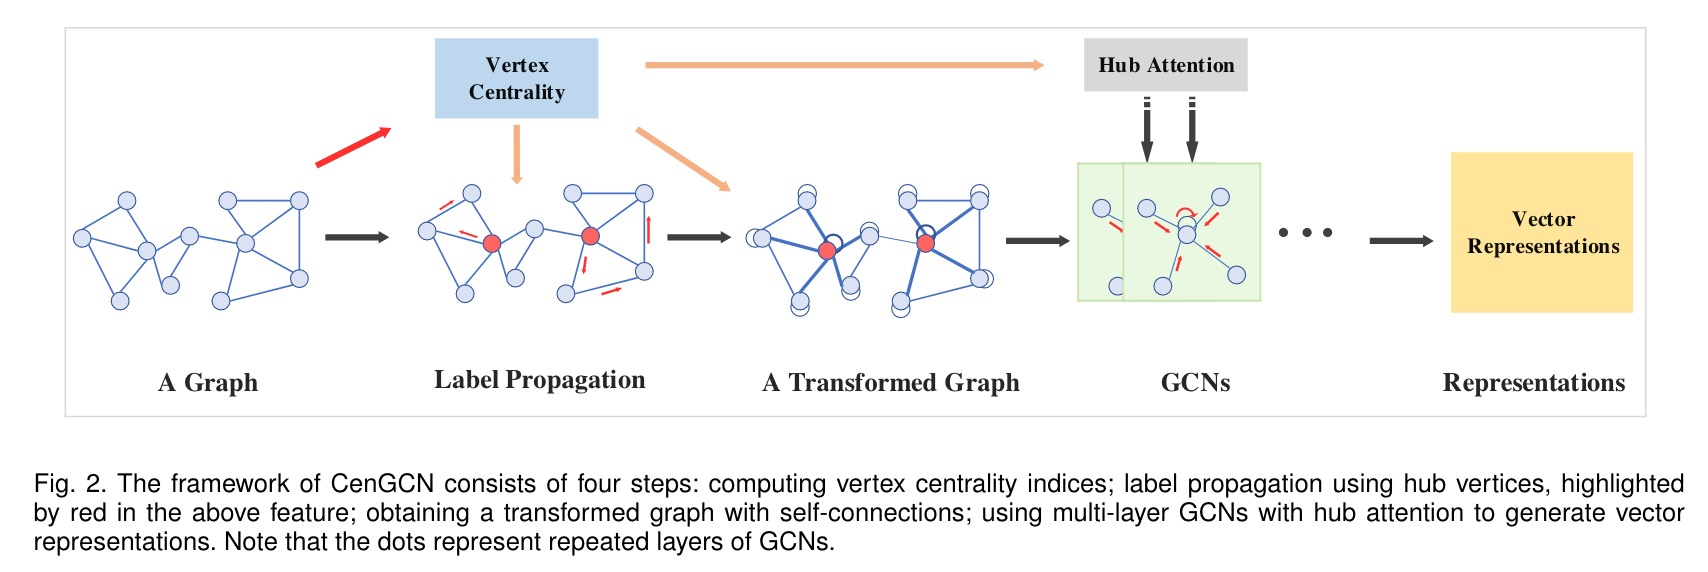 Vertex
Centrality
Hub Attention
Vector
Representations
A Graph
Label Propagation
A Transformed Graph
GCNs
Representations
Fig. 2. The framework of CenGCN consists of four steps: computing vertex centrality indices; label propagation using hub vertices, highlighted
by red in the above feature; obtaining a transformed graph with self-connections; using multi-layer GCNs with hub attention to generate vector
representations. Note that the dots represent repeated layers of GCNs.